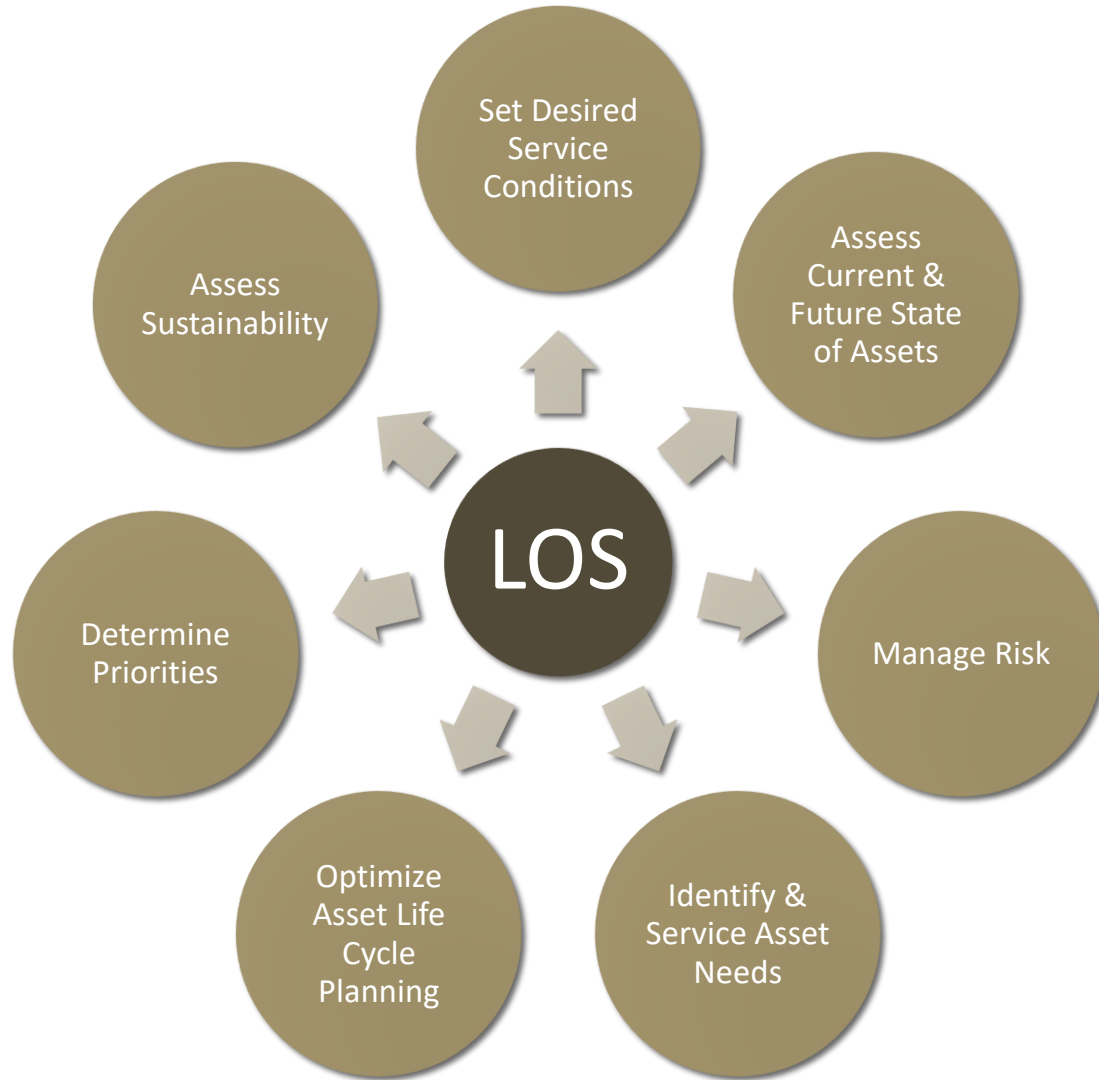 Set Desired
Service
Conditions
Assess
Current &
Future State
of Assets
Manage Risk
Identify &
Service Asset
Needs
Optimize
Asset Life
Cycle
Planning
Determine
Priorities
Assess
Sustainability
LOS